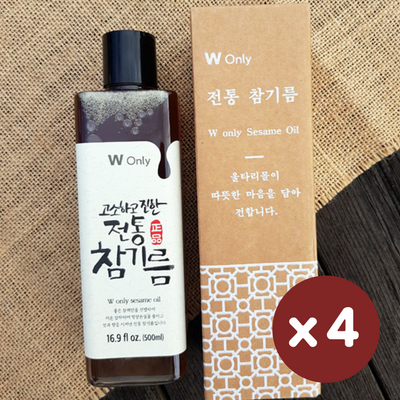 W Only
고소하고 진한
전통
正品
참기름
W only sesame oil
16.9 fl oz. (500ml)
W Only
전통 참기름
W only Sesame Oil
울타리몰이
따뜻한 마음을 담아
전합니다.
x 4